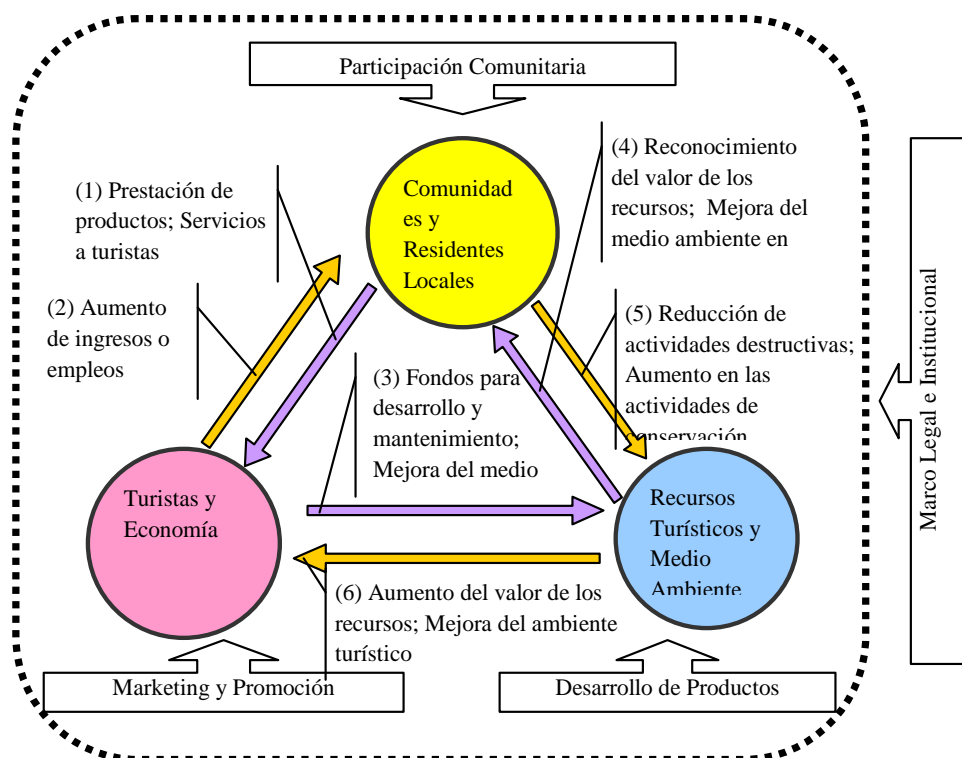 Participación Comunitaria
(1) Prestación de
productos; Servicios
a turistas
Comunidad
es y
Residentes
Locales
(4) Reconocimiento
del valor de los
recursos; Mejora del
medio ambiente en
(2) Aumento
de ingresos o
empleos
(3) Fondos para
desarrollo y
mantenimiento;
Mejora del medio
(5) Reducción de
actividades destructivas;
Aumento en las
actividades de
conservación
Marco Legal e Institucional
Turistas y
Economía
Recursos
Turísticos y
Medio
Ambiente
(6) Aumento del valor de los
recursos; Mejora del ambiente
turístico
Marketing y Promoción
Desarrollo de Productos